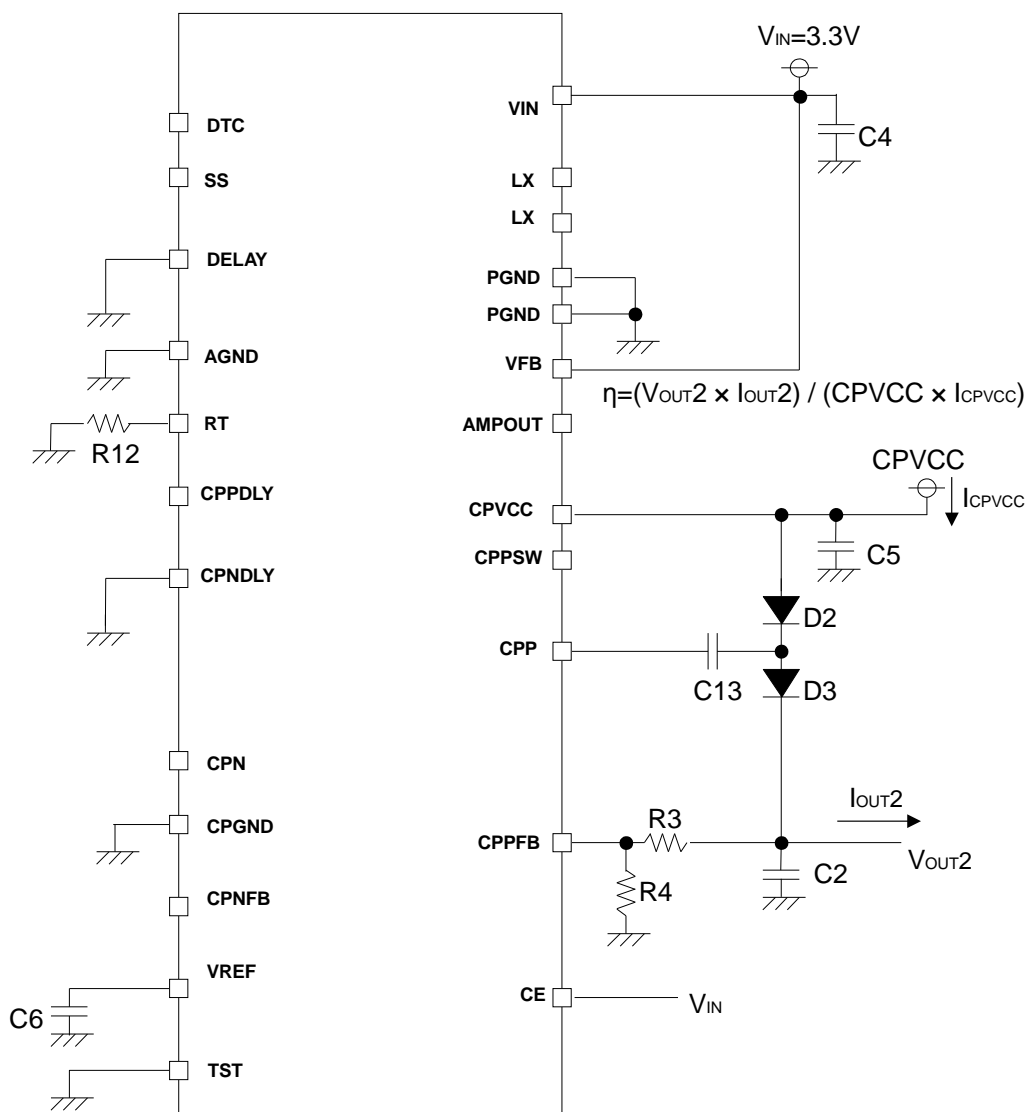 VIN=3.3V
VIN
DTC
C4
SS
LX
LX
DELAY
PGND
PGND
AGND
VFB
η=(VOUT2 × IOUT2) / (CPVCC × ICPVCC)
RT
AMPOUT
R12
CPVCC
ICPVCC
CPPDLY
CPVCC
C5
CPPSW
CPNDLY
D2
CPP
C13
D3
CPN
IOUT2
CPGND
R3
CPPFB
VOUT2
C2
R4
CPNFB
VREF
CE
VIN
C6
TST